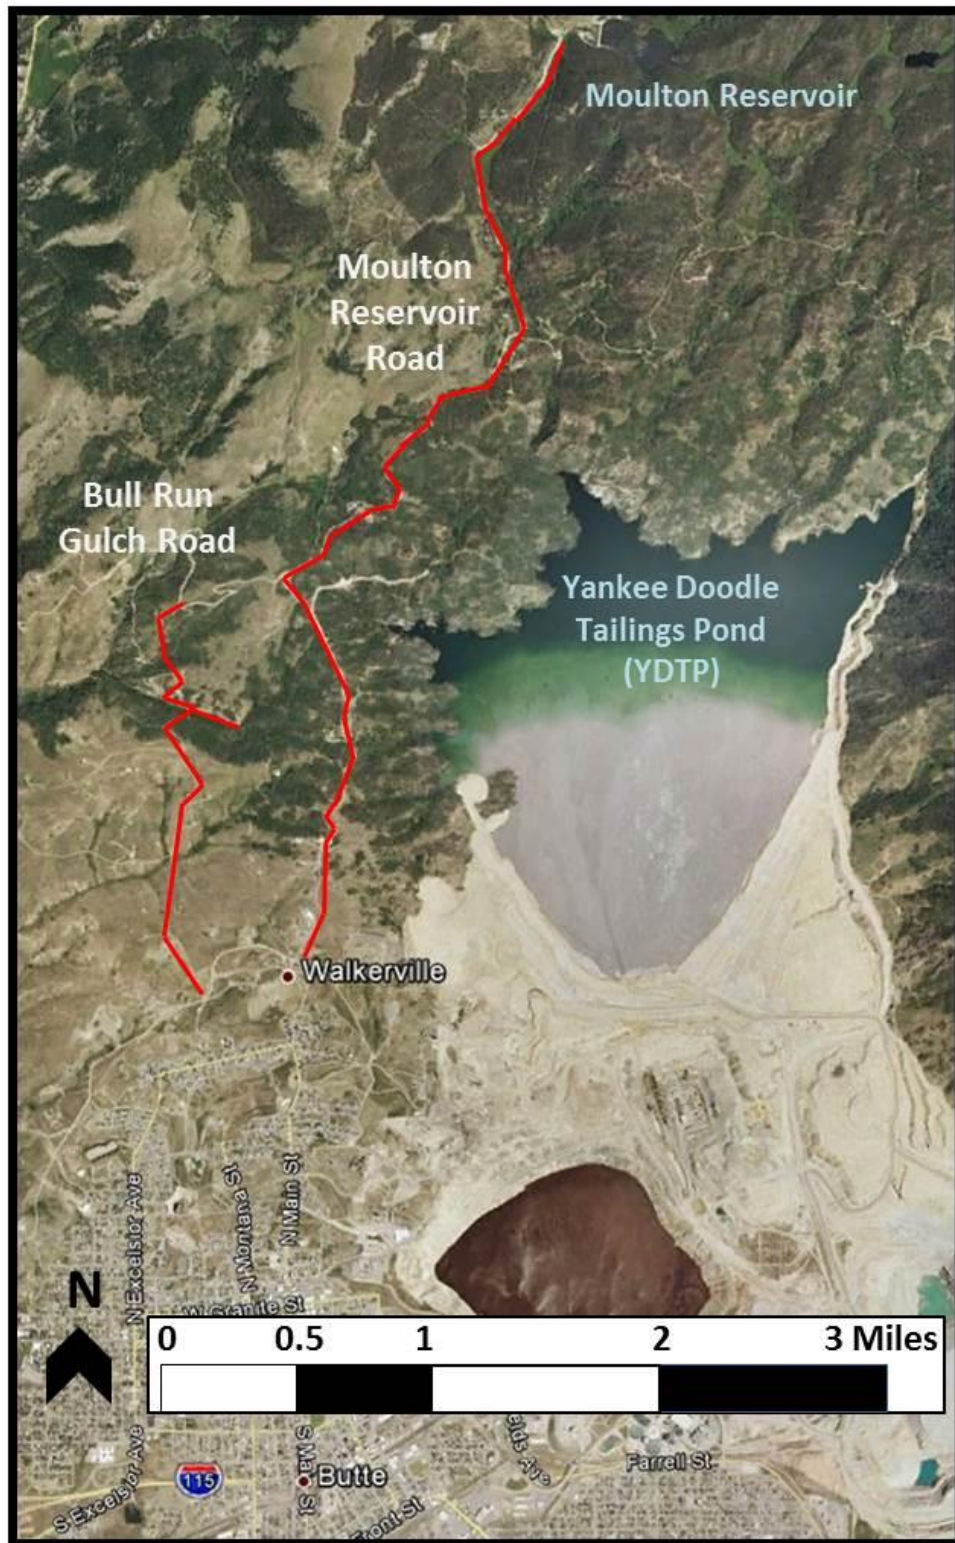 Moulton Reservoir
Moulton
Reservoir
Road
Bull Run
Gulch Road
Yankee Doodle
Tailings Pond
(YDTP)
Walkerville
N Excelsior Ave
N Montana St
N Main St
W Granite St
N
0 0.5 1 2 3 Miles
S Excelsior Ave
115
S Ma
St
Butte
Front St
Ave
Farrell St